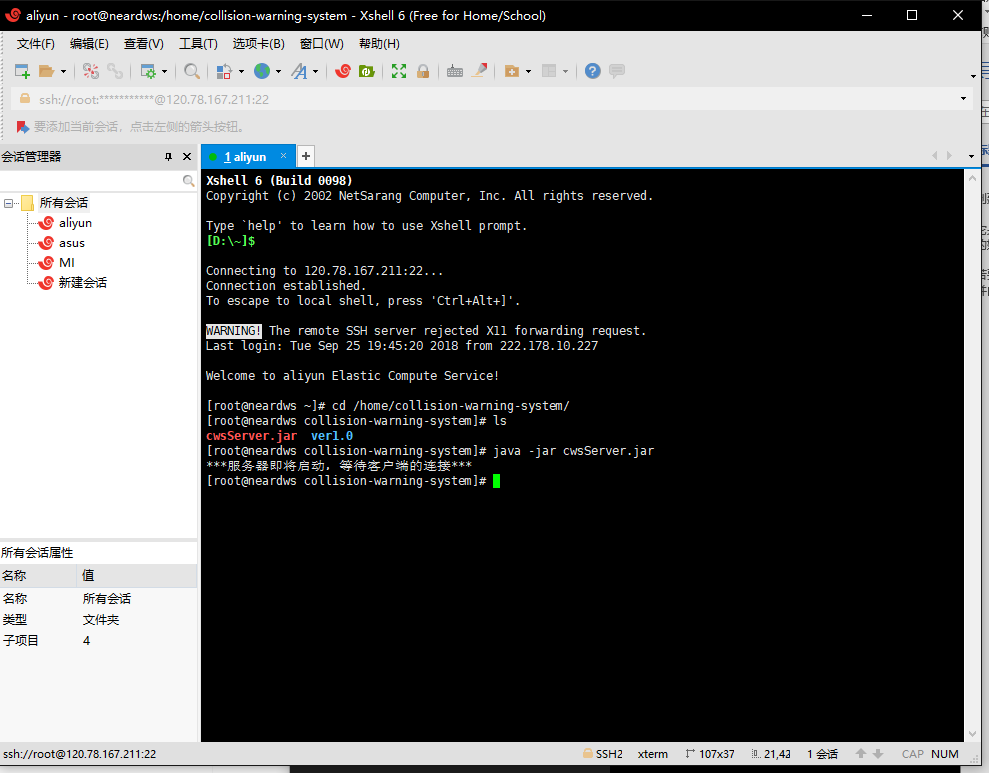 aliyun - root@neardws:/home/collision-warning-system - Xshell 6 (Free for Home/School)
文件(F) 编辑(E) 查看(V) 工具(T) 选项卡(B) 窗口(W) 帮助(H)
ssh://root:***********@120.78.167.211:22
要添加当前会话，点击左侧的箭头按钮。
会话管理器
所有会话
aliyun
asus
MI
新建会话
所有会话属性
名称 值
名称 所有会话
类型 文件夹
子项目 4
1 aliyun
Xshell 6 (Build 0098)
Copyright (c) 2002 NetSarang Computer, Inc. All rights reserved.
Type `help' to learn how to use Xshell prompt.
[D:\~]$
Connecting to 120.78.167.211:22...
Connection established.
To escape to local shell, press 'Ctrl+Alt+]'.
WARNING! The remote SSH server rejected X11 forwarding request.
Last login: Tue Sep 25 19:45:20 2018 from 222.178.10.227
Welcome to aliyun Elastic Compute Service!
[root@neardws ~]# cd /home/collision-warning-system/
[root@neardws collision-warning-system]# ls
cwsServer.jar ver1.0
[root@neardws collision-warning-system]# java -jar cwsServer.jar
***服务器即将启动，等待客户端的连接***
[root@neardws collision-warning-system]#
ssh://root@120.78.167.211:22 SSH2 xterm 107x37 21,43 1 会话 CAP NUM